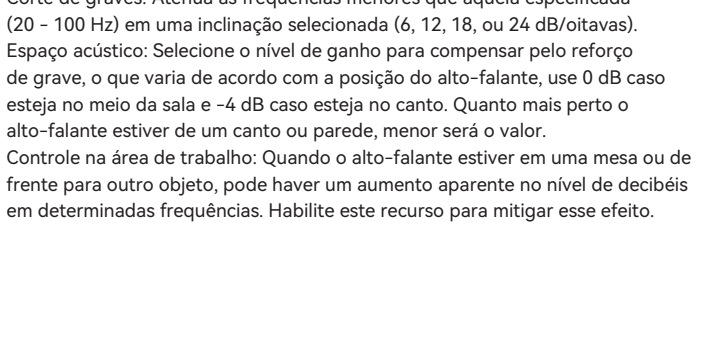 Corte de graves: Atenua as frequências menores que aquela especificada
(20 - 100 Hz) em uma inclinação selecionada (6, 12, 18, ou 24 dB/oitavas).
Espaço acústico: Selecione o nível de ganho para compensar pelo reforço
de grave, o que varia de acordo com a posição do alto-falante, use 0 dB caso
esteja no meio da sala e -4 dB caso esteja no canto. Quanto mais perto o
alto-falante estiver de um canto ou parede, menor será o valor.
Controle na área de trabalho: Quando o alto-falante estiver em uma mesa ou de
frente para outro objeto, pode haver um aumento aparente no nível de decibéis
em determinadas frequências. Habilite este recurso para mitigar esse efeito.